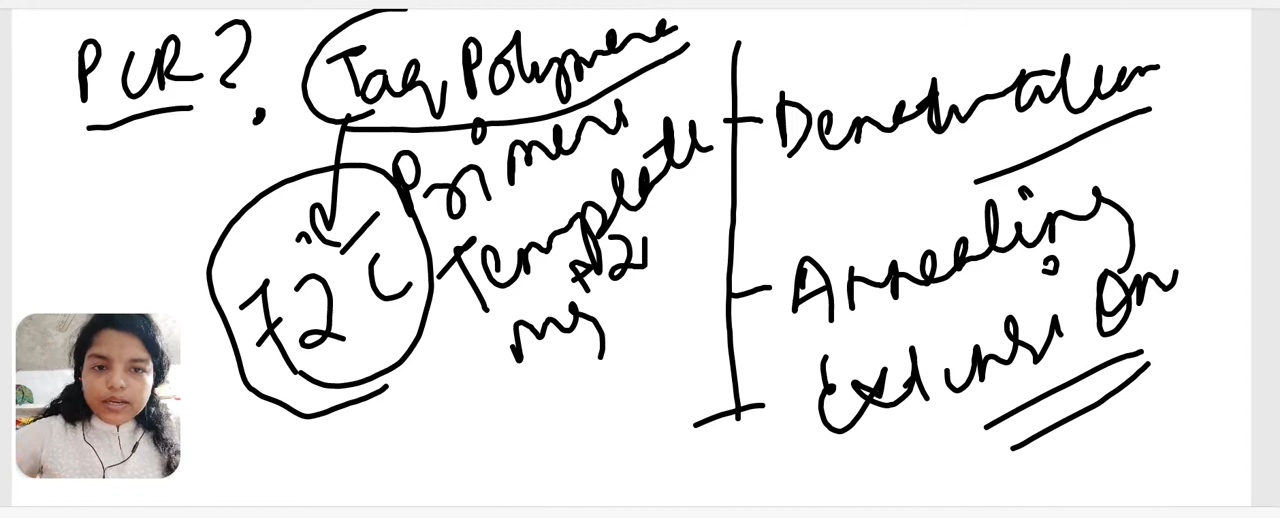 PCR?
Taq Polymerase
Primers
Template
mg +2
72 C
Denaturation
Annealing
Extension